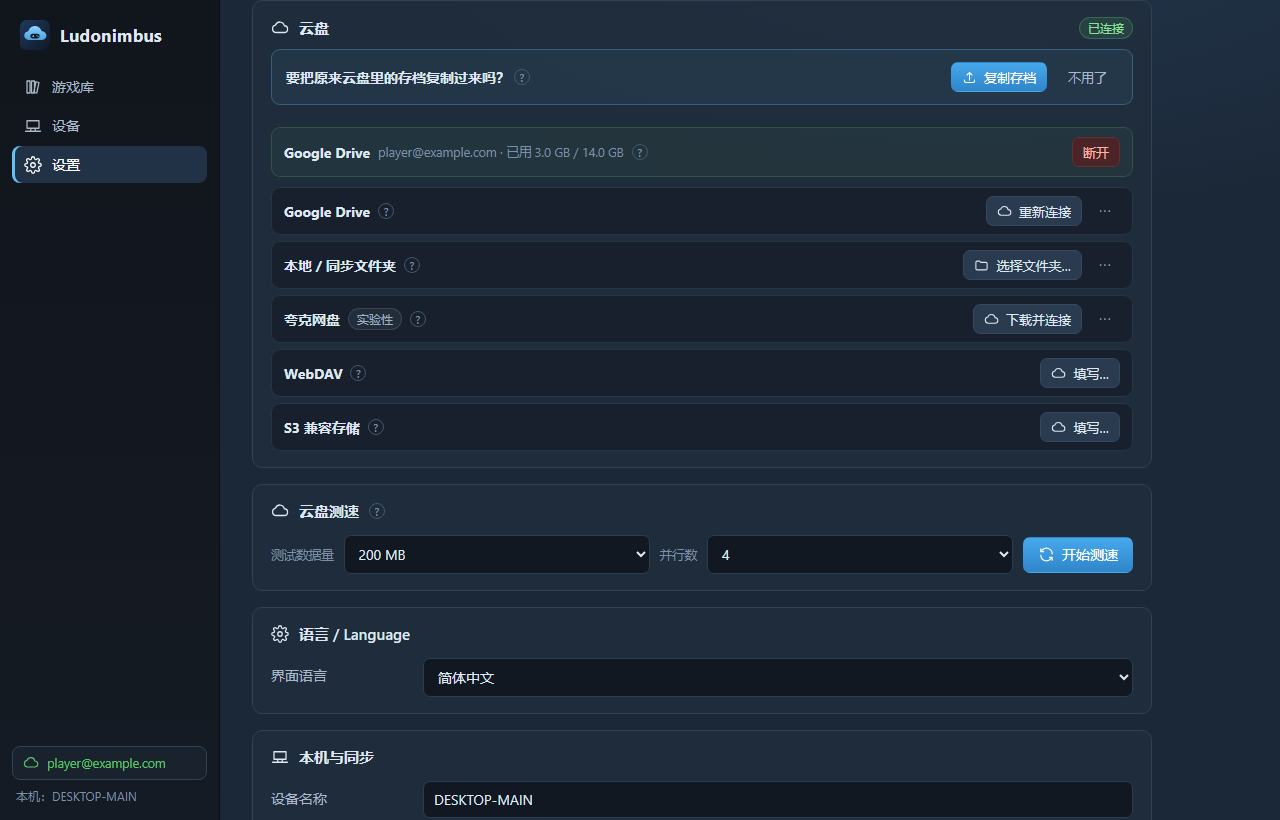 Ludonimbus
游戏库
设备
设置
player@example.com
本机：DESKTOP-MAIN
云盘
已连接
要把原来云盘里的存档复制过来吗？ ?
复制存档
不用了
Google Drive player@example.com · 已用 3.0 GB / 14.0 GB ?
断开
Google Drive ?
重新连接
···
本地 / 同步文件夹 ?
选择文件夹...
···
夸克网盘 实验性 ?
下载并连接
···
WebDAV ?
填写...
S3 兼容存储 ?
填写...
云盘测速 ?
测试数据量 200 MB 并行数 4 开始测速
语言 / Language
界面语言 简体中文
本机与同步
设备名称 DESKTOP-MAIN